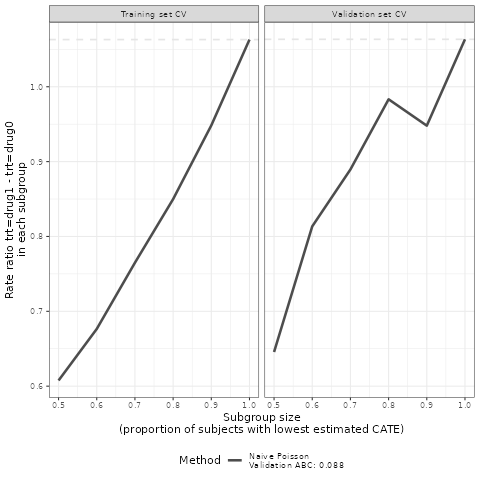 Training set CV
Validation set CV
Rate ratio trt=drug1 - trt=drug0
in each subgroup
1.0
0.9
0.8
0.7
0.6
0.5 0.6 0.7 0.8 0.9 1.0
0.5 0.6 0.7 0.8 0.9 1.0
Subgroup size
(proportion of subjects with lowest estimated CATE)
Method
Naive Poisson
Validation ABC: 0.088